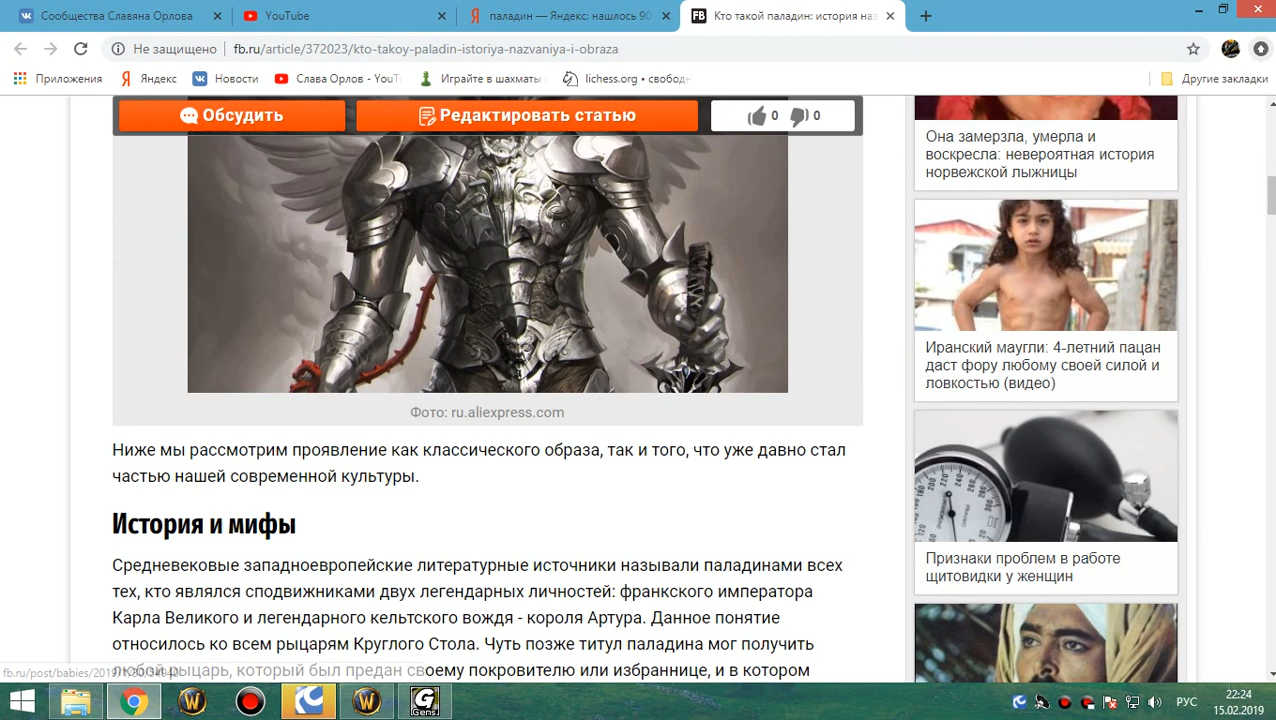 Сообщества Славяна Орлова
YouTube
паладин — Яндекс: нашлось 90
Кто такой паладин: история наз
Не защищено
fb.ru/article/372023/kto-takoy-paladin-istoriya-nazvaniya-i-obraza
Приложения
Яндекс
Новости
Слава Орлов - YouT
Играйте в шахматы
lichess.org • свобод
Другие закладки
Обсудить
Редактировать статью
0
0
Фото: ru.aliexpress.com
Ниже мы рассмотрим проявление как классического образа, так и того, что уже давно стал
частью нашей современной культуры.
История и мифы
Средневековые западноевропейские литературные источники называли паладинами всех
тех, кто являлся сподвижниками двух легендарных личностей: франкского императора
Карла Великого и легендарного кельтского вождя - короля Артура. Данное понятие
относилось ко всем рыцарям Круглого Стола. Чуть позже титул паладина мог получить
любой рыцарь, который был предан своему покровителю или избраннице, и в котором
Она замерзла, умерла и
воскресла: невероятная история
норвежской лыжницы
Иранский маугли: 4-летний пацан
даст фору любому своей силой и
ловкостью (видео)
Признаки проблем в работе
щитовидки у женщин
Gens
РУС
22:24
15.02.2019